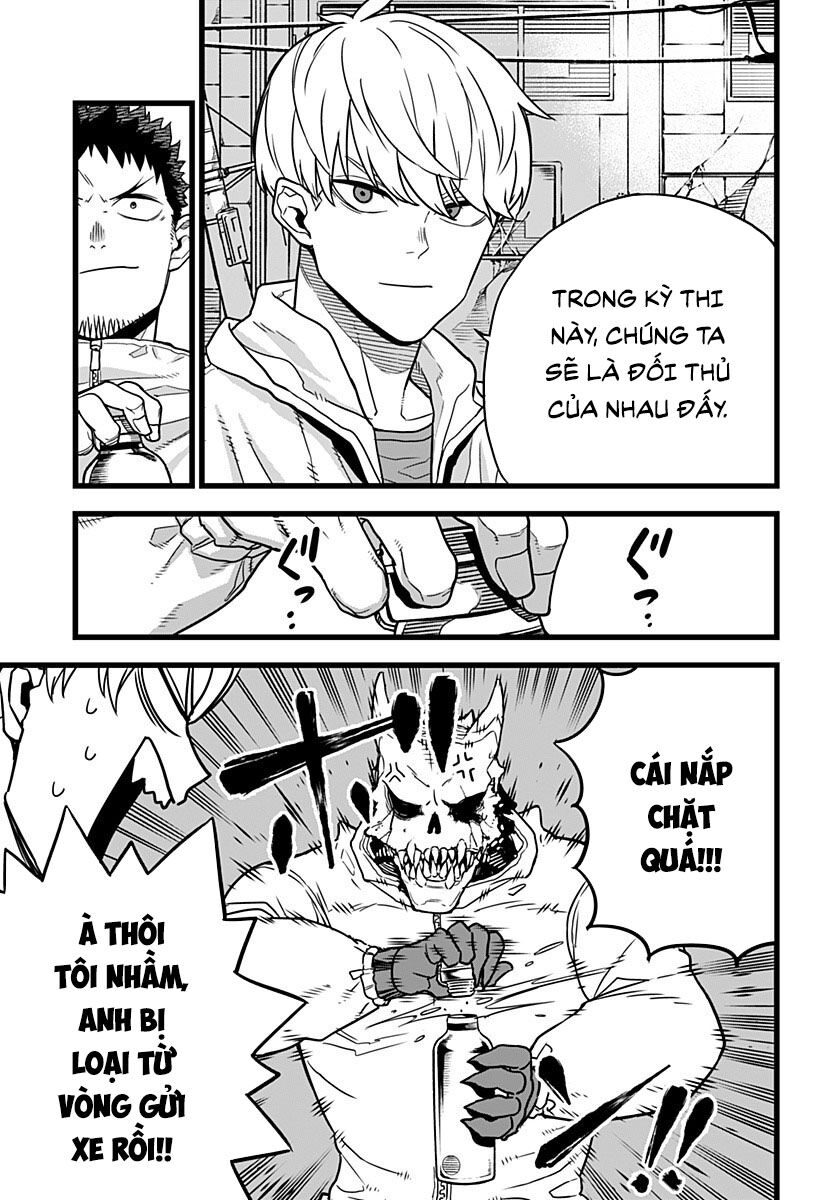 TRONG KỲ THI
NÀY, CHÚNG TA
SẼ LÀ ĐỐI THỦ
CỦA NHAU ĐẤY.
ぐ
ぐ
CÁI NẮP
CHẶT
QUÁ!!!
À THÔI
TÔI NHẦM,
ANH BỊ
LOẠI TỪ
VÒNG GỬI
XE RỒI!!